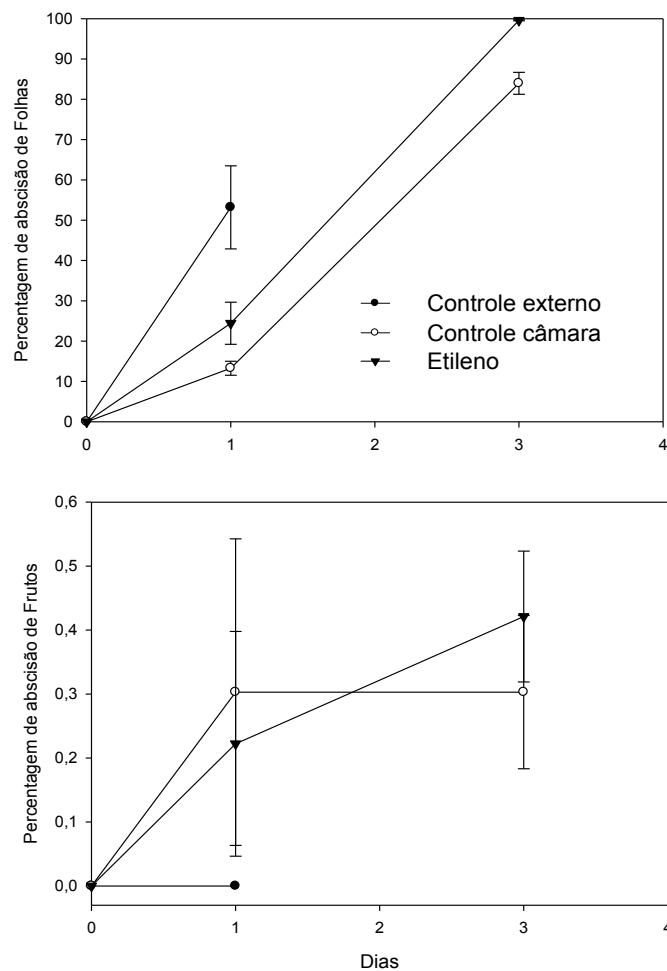 Percentagem de abscisão de Folhas
100
90
80
70
60
50
40
30
20
10
0
Controle externo
Controle câmara
Etileno
0 1 2 3 4
Percentagem de abscisão de Frutos
0,6
0,5
0,4
0,3
0,2
0,1
0,0
0 1 2 3 4
Dias